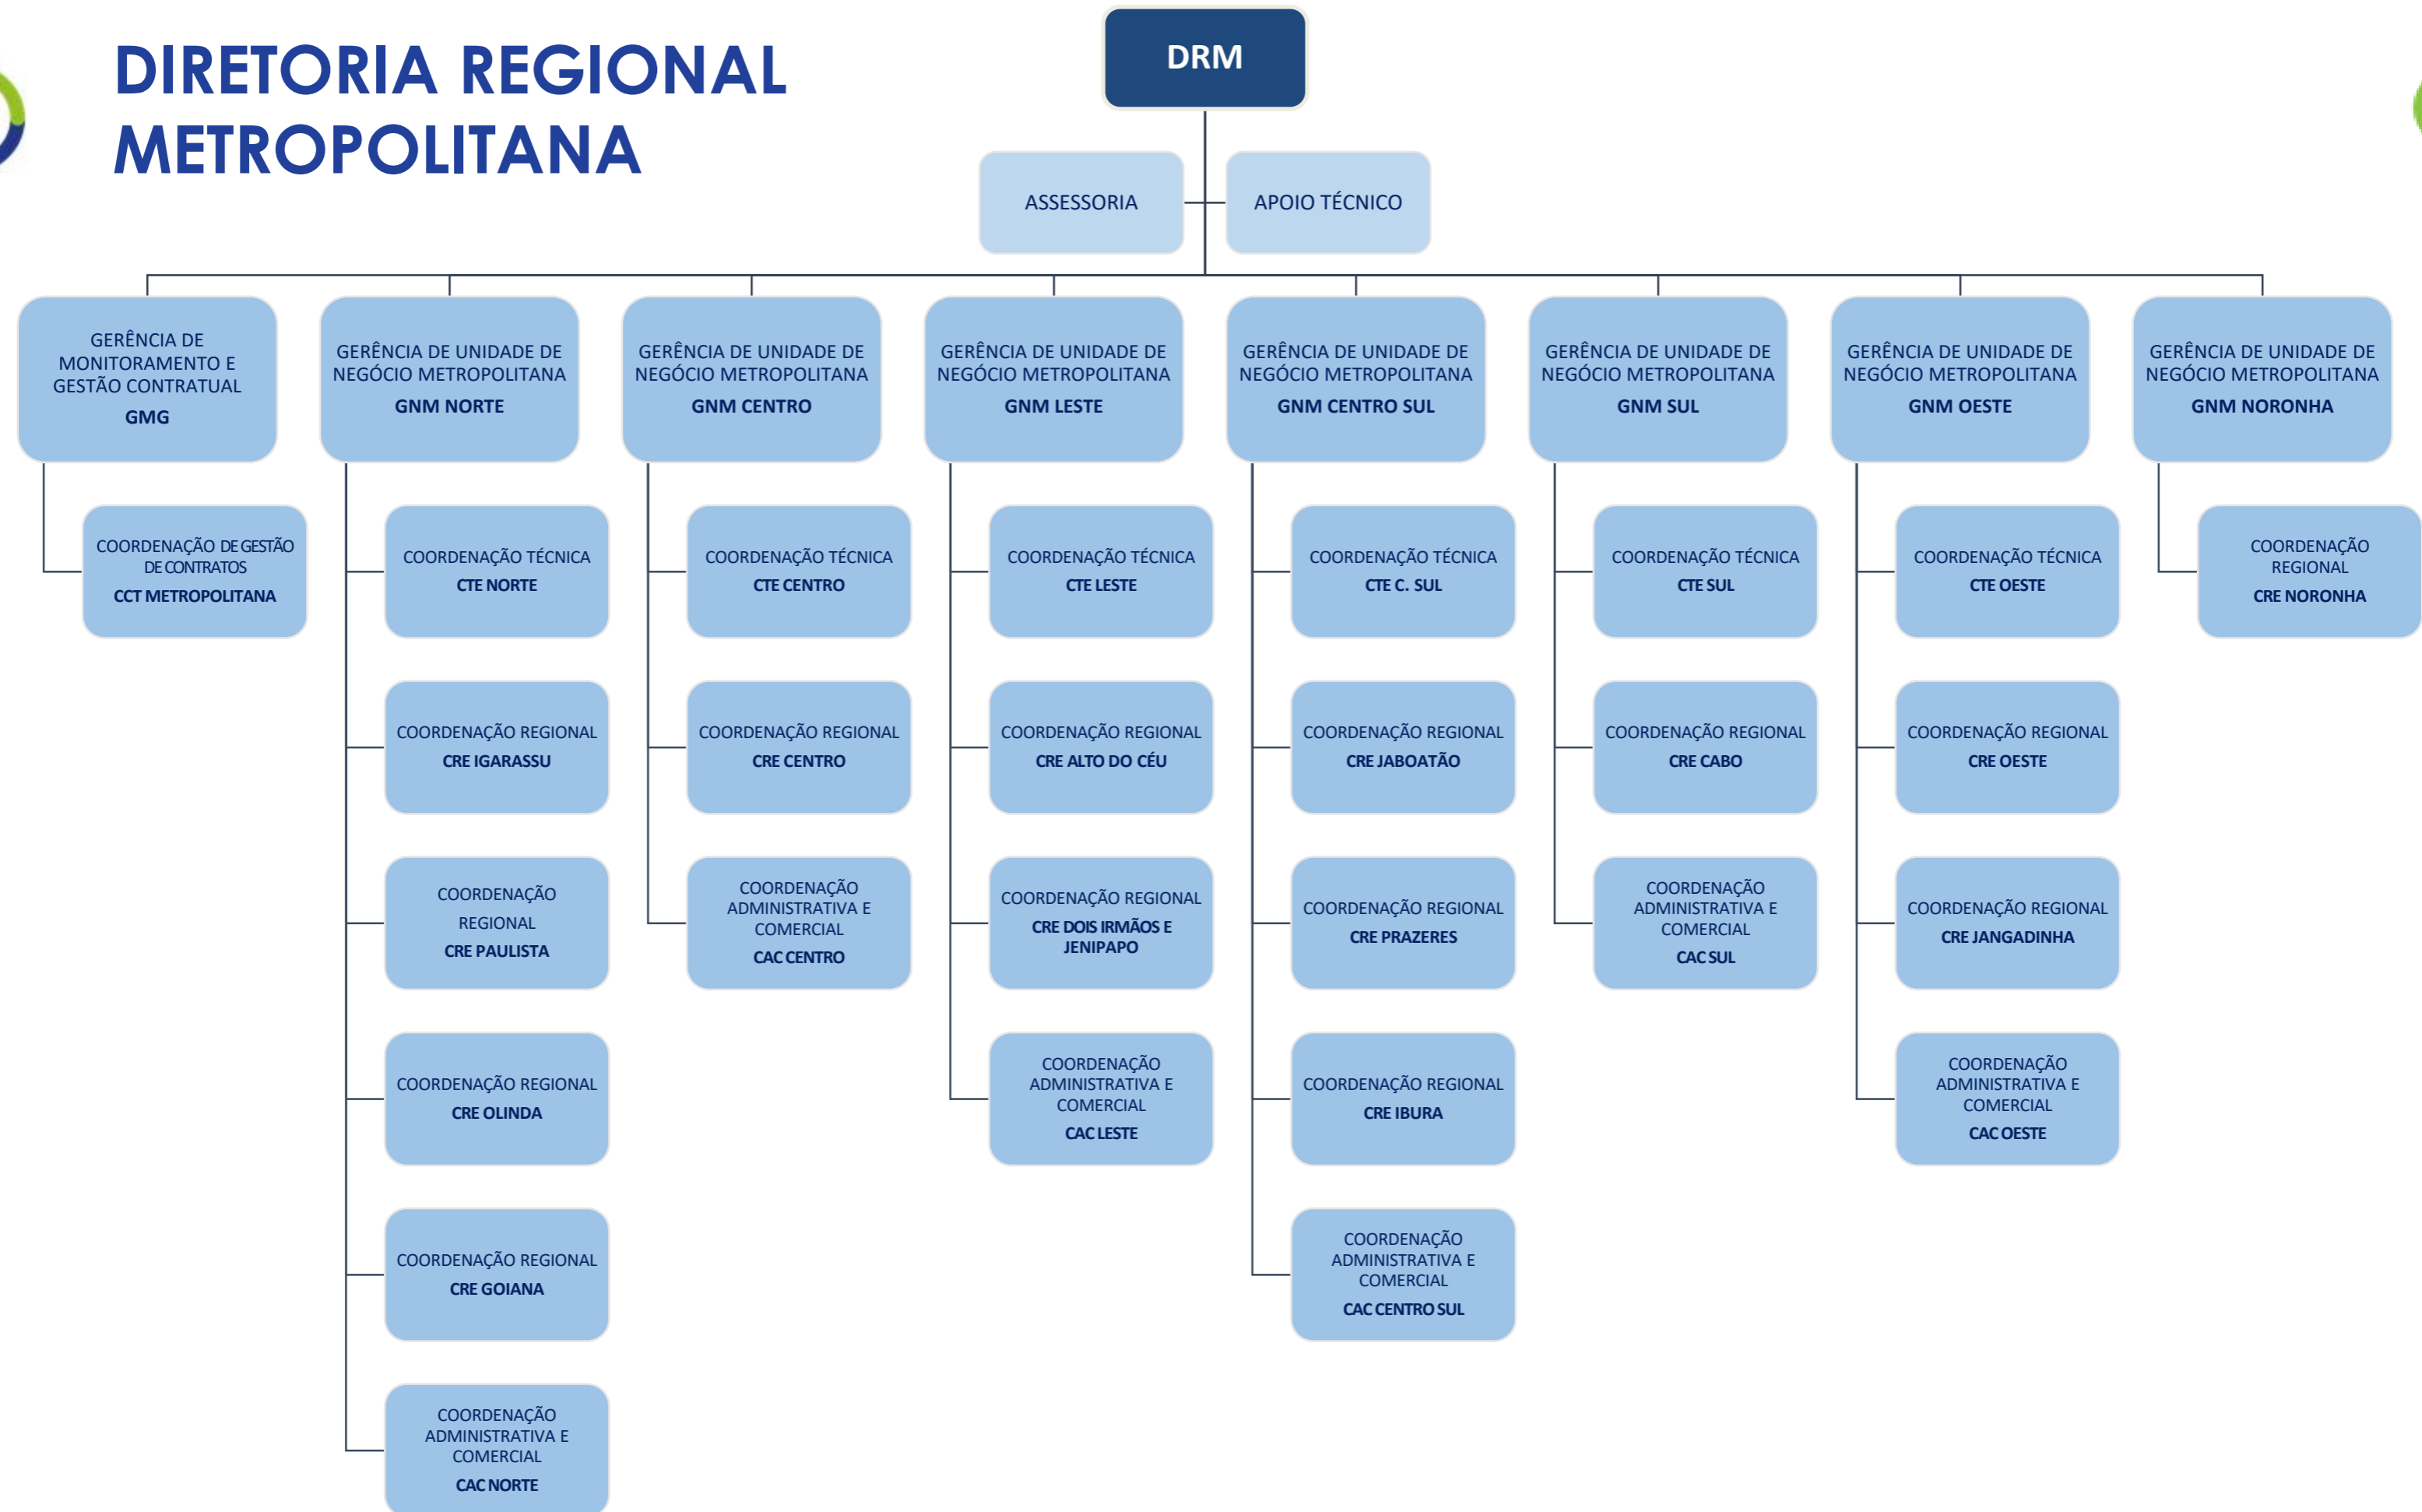 DIRETORIA REGIONAL
METROPOLITANA
DRM
ASSESSORIA
APOIO TÉCNICO
GERÊNCIA DE
MONITORAMENTO E
GESTÃO CONTRATUAL
GMG
COORDENAÇÃO DE GESTÃO
DE CONTRATOS
CCT METROPOLITANA
GERÊNCIA DE UNIDADE DE
NEGÓCIO METROPOLITANA
GNM NORTE
COORDENAÇÃO TÉCNICA
CTE NORTE
COORDENAÇÃO REGIONAL
CRE IGARASSU
COORDENAÇÃO
REGIONAL
CRE PAULISTA
COORDENAÇÃO REGIONAL
CRE OLINDA
COORDENAÇÃO REGIONAL
CRE GOIANA
COORDENAÇÃO
ADMINISTRATIVA E
COMERCIAL
CAC NORTE
GERÊNCIA DE UNIDADE DE
NEGÓCIO METROPOLITANA
GNM CENTRO
COORDENAÇÃO TÉCNICA
CTE CENTRO
COORDENAÇÃO REGIONAL
CRE CENTRO
COORDENAÇÃO
ADMINISTRATIVA E
COMERCIAL
CAC CENTRO
GERÊNCIA DE UNIDADE DE
NEGÓCIO METROPOLITANA
GNM LESTE
COORDENAÇÃO TÉCNICA
CTE LESTE
COORDENAÇÃO REGIONAL
CRE ALTO DO CÉU
COORDENAÇÃO REGIONAL
CRE DOIS IRMÃOS E
JENIPAPO
COORDENAÇÃO
ADMINISTRATIVA E
COMERCIAL
CAC LESTE
GERÊNCIA DE UNIDADE DE
NEGÓCIO METROPOLITANA
GNM CENTRO SUL
COORDENAÇÃO TÉCNICA
CTE C. SUL
COORDENAÇÃO REGIONAL
CRE JABOATÃO
COORDENAÇÃO REGIONAL
CRE PRAZERES
COORDENAÇÃO REGIONAL
CRE IBURA
COORDENAÇÃO
ADMINISTRATIVA E
COMERCIAL
CAC CENTRO SUL
GERÊNCIA DE UNIDADE DE
NEGÓCIO METROPOLITANA
GNM SUL
COORDENAÇÃO TÉCNICA
CTE SUL
COORDENAÇÃO REGIONAL
CRE CABO
COORDENAÇÃO
ADMINISTRATIVA E
COMERCIAL
CAC SUL
GERÊNCIA DE UNIDADE DE
NEGÓCIO METROPOLITANA
GNM OESTE
COORDENAÇÃO TÉCNICA
CTE OESTE
COORDENAÇÃO REGIONAL
CRE OESTE
COORDENAÇÃO REGIONAL
CRE JANGADINHA
COORDENAÇÃO
ADMINISTRATIVA E
COMERCIAL
CAC OESTE
GERÊNCIA DE UNIDADE DE
NEGÓCIO METROPOLITANA
GNM NORONHA
COORDENAÇÃO
REGIONAL
CRE NORONHA